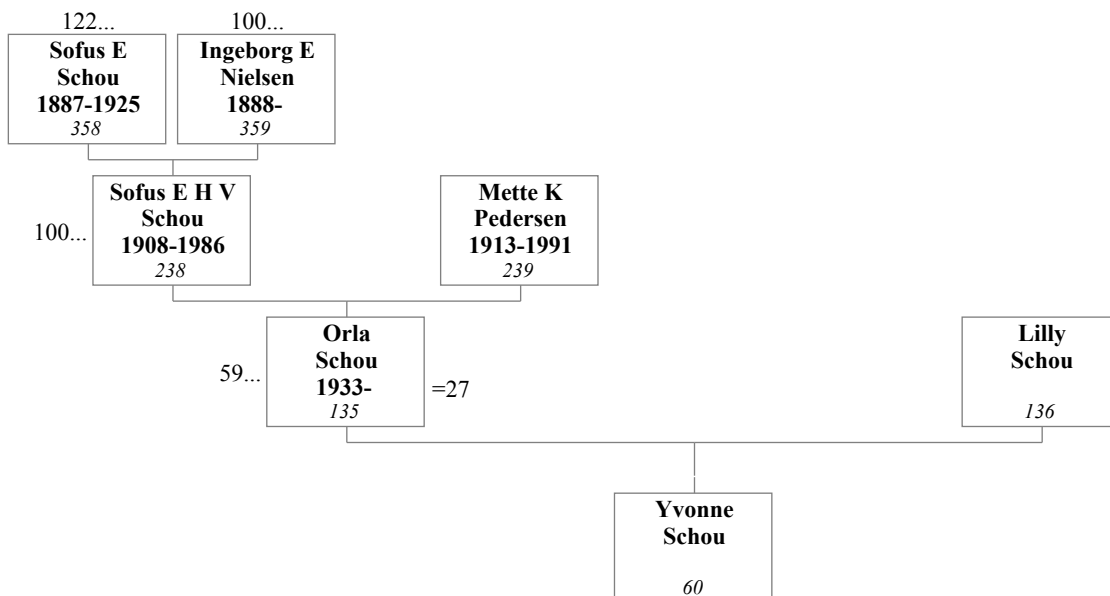 122...
100...
Sofus E
Schou
1887-1925
358
Ingeborg E
Nielsen
1888-
359
100...
Sofus E H V
Schou
1908-1986
238
Mette K
Pedersen
1913-1991
239
59...
Orla
Schou
1933-
135
=27
Lilly
Schou
136
Yvonne
Schou
60